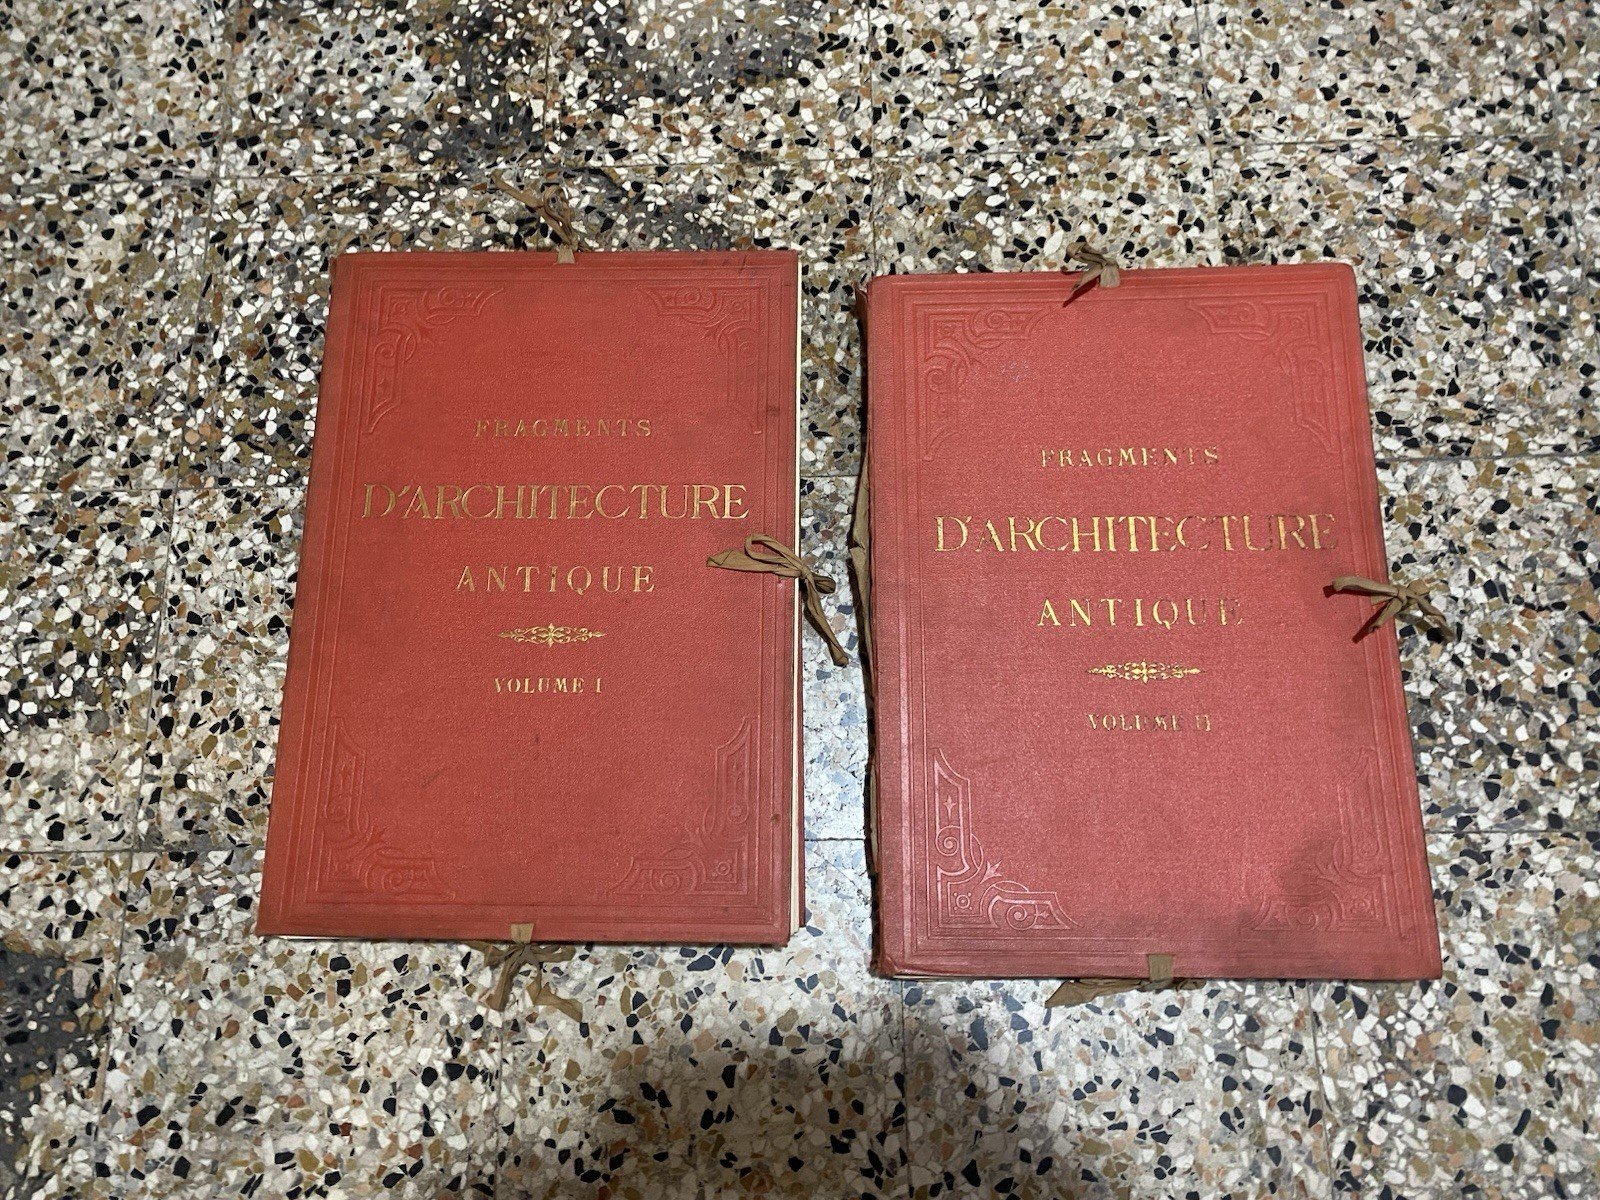 FRAGMENTS
D'ARCHITECTURE
ANTIQUE
VOLUME I
FRAGMENTS
D'ARCHITECTURE
ANTIQUE
VOLUME II